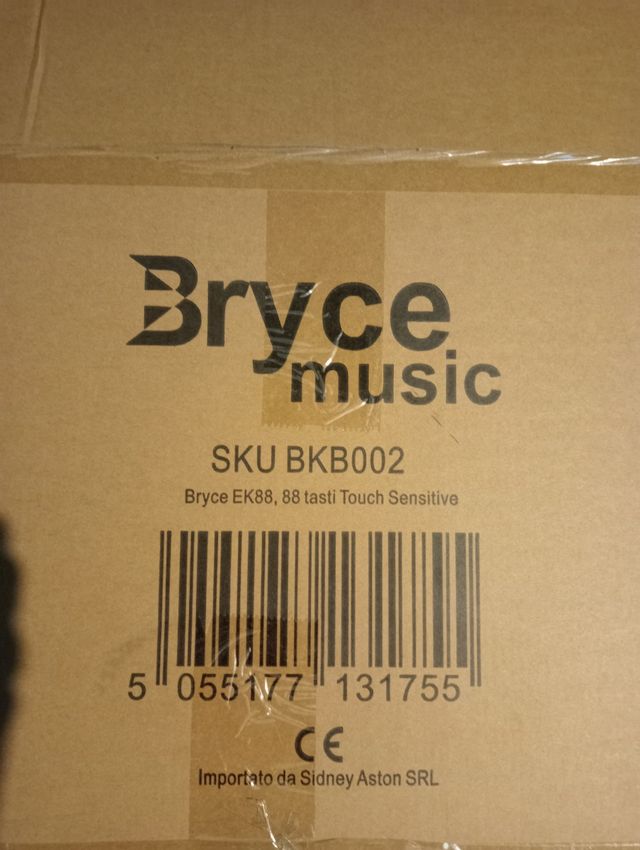 Bryce
music
SKU BKB002
Bryce EK88, 88 tasti Touch Sensitive
5 055177 131755
CE
Importato da Sidney Aston SRL